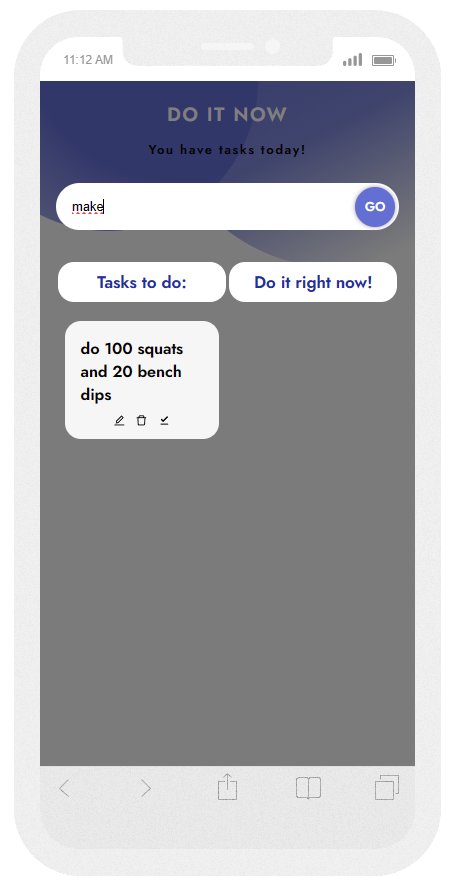 11:12 AM
DO IT NOW
You have tasks today!
make
GO
Tasks to do:
Do it right now!
do 100 squats
and 20 bench
dips